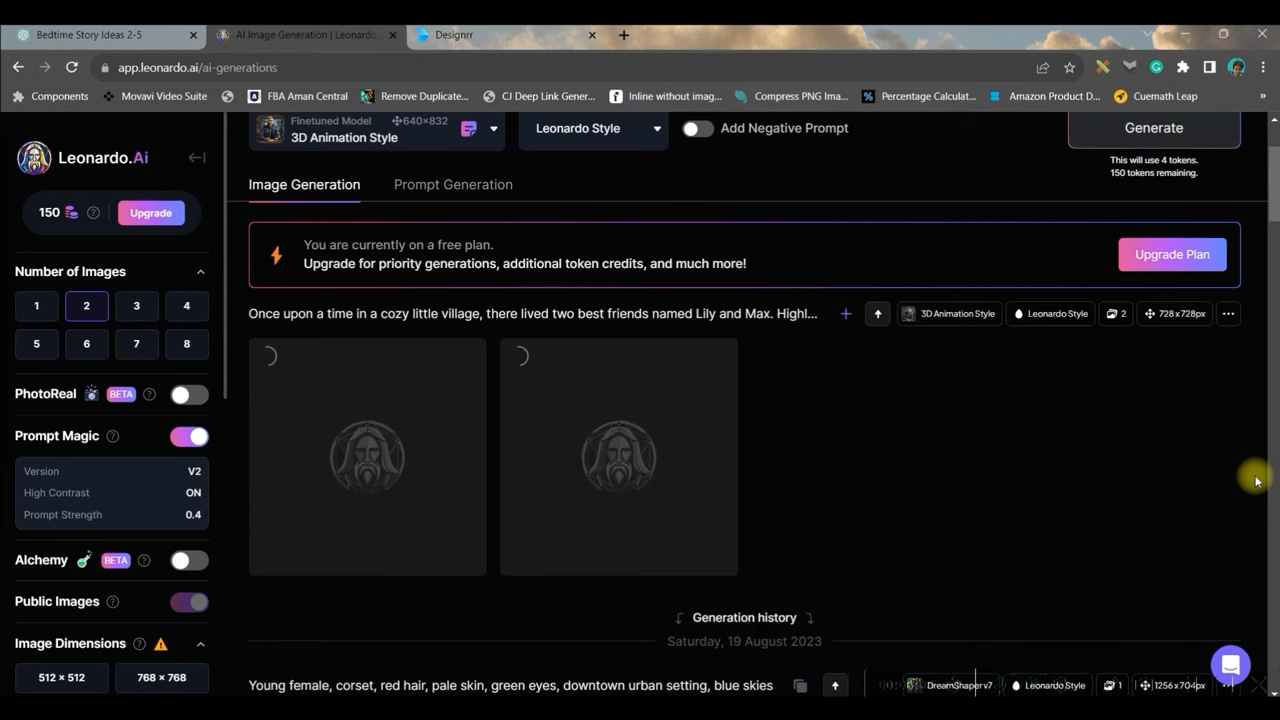 Bedtime Story Ideas 2-5
AI Image Generation | Leonardo.
Designrr
app.leonardo.ai/ai-generations
Components
Movavi Video Suite
FBA Aman Central
Remove Duplicate...
CJ Deep Link Gener...
Inline without imag...
Compress PNG Ima...
Percentage Calculat...
Amazon Product D...
Cuemath Leap
»
Leonardo.Ai
150
Upgrade
Number of Images
1 2 3 4
5 6 7 8
PhotoReal BETA
Prompt Magic
Version V2
High Contrast ON
Prompt Strength 0.4
Alchemy BETA
Public Images
Image Dimensions
512 × 512 768 × 768
Finetuned Model 640×832
3D Animation Style
Leonardo Style
Add Negative Prompt
Generate
This will use 4 tokens.
150 tokens remaining.
Image Generation Prompt Generation
You are currently on a free plan.
Upgrade for priority generations, additional token credits, and much more!
Upgrade Plan
Once upon a time in a cozy little village, there lived two best friends named Lily and Max. Highl...
3D Animation Style Leonardo Style 2 728x728px
Generation history
Saturday, 19 August 2023
Young female, corset, red hair, pale skin, green eyes, downtown urban setting, blue skies
DreamShaper v7 Leonardo Style 1 1256x704px